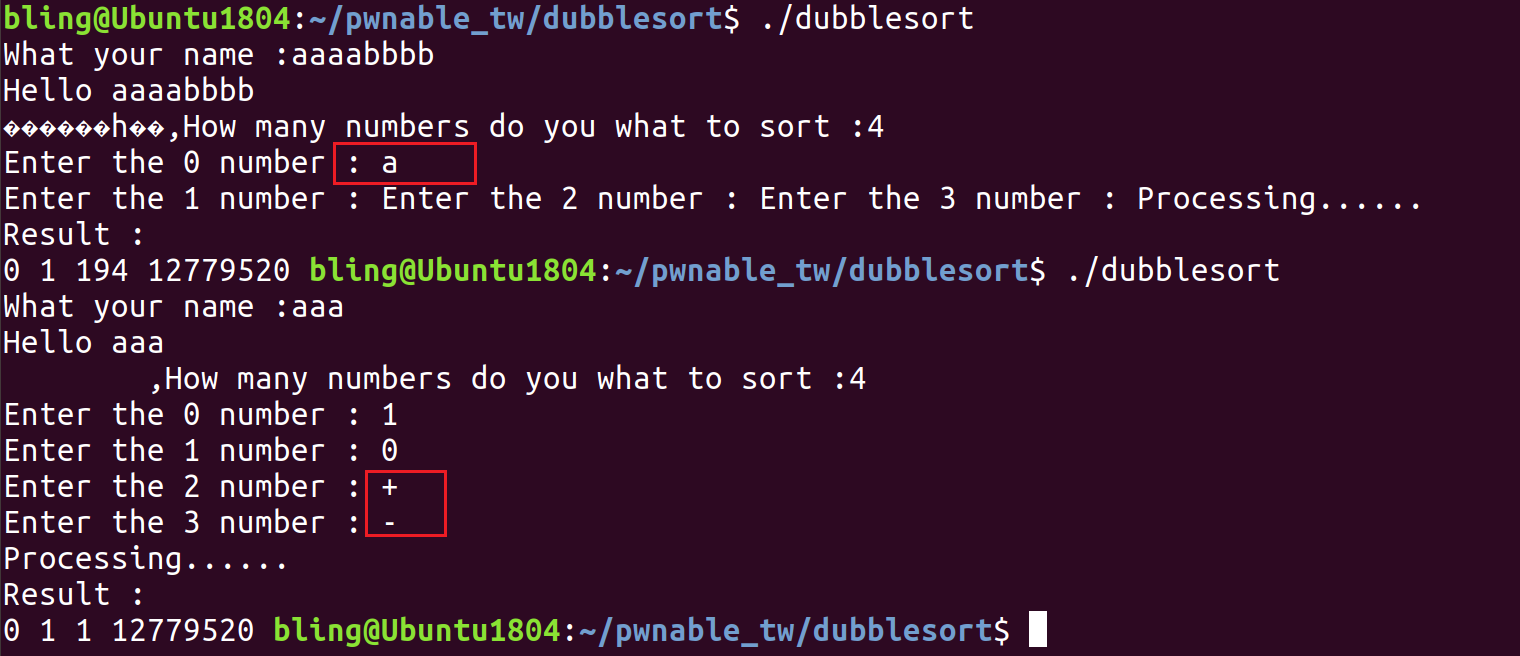 bling@Ubuntu1804:~/pwnable_tw/dubblesort$ ./dubblesort
What your name :aaaabbbb
Hello aaaabbbb
������h��,How many numbers do you what to sort :4
Enter the 0 number : a
Enter the 1 number : Enter the 2 number : Enter the 3 number : Processing......
Result :
0 1 194 12779520 bling@Ubuntu1804:~/pwnable_tw/dubblesort$ ./dubblesort
What your name :aaa
Hello aaa
,How many numbers do you what to sort :4
Enter the 0 number : 1
Enter the 1 number : 0
Enter the 2 number : +
Enter the 3 number : -
Processing......
Result :
0 1 1 12779520 bling@Ubuntu1804:~/pwnable_tw/dubblesort$